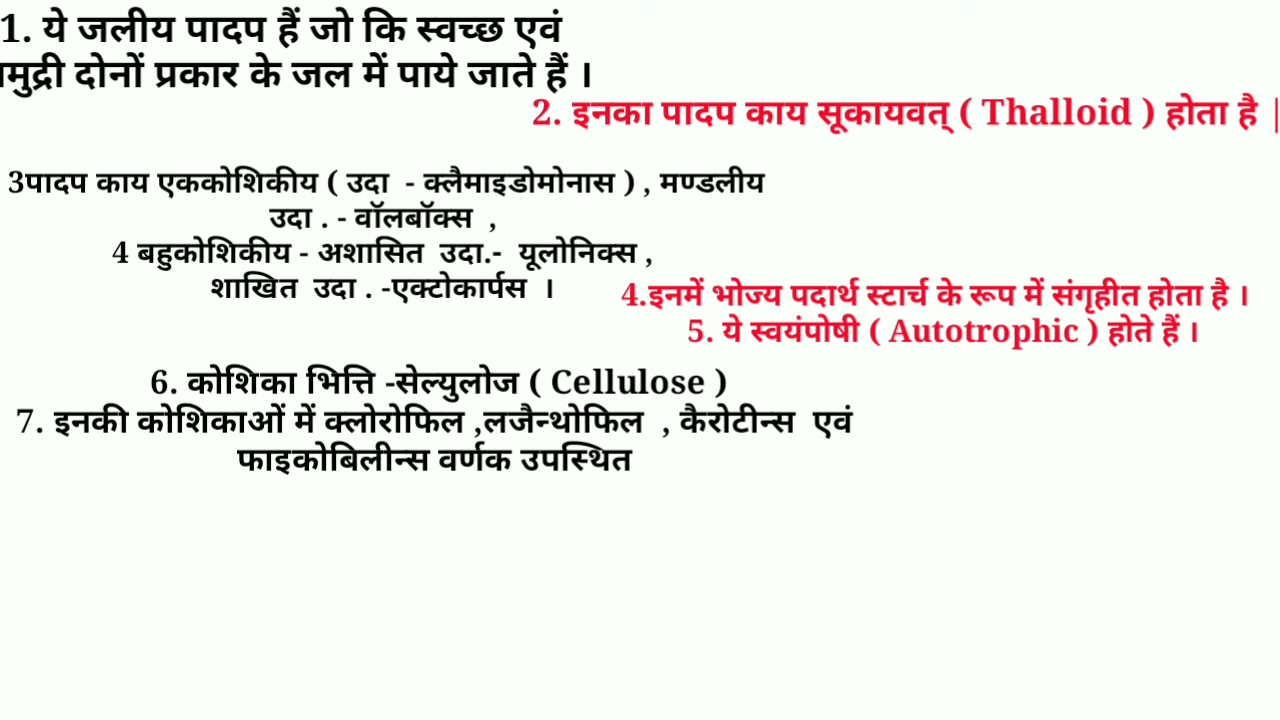 1. ये जलीय पादप हैं जो कि स्वच्छ एवं
मुद्री दोनों प्रकार के जल में पाये जाते हैं ।
2. इनका पादप काय सूकायवत् ( Thalloid ) होता है |
3पादप काय एककोशिकीय ( उदा - क्लैमाइडोमोनास ) , मण्डलीय
उदा . - वॉलबॉक्स ,
4 बहुकोशिकीय - अशासित उदा.- यूलोनिक्स ,
शाखित उदा . -एक्टोकार्पस ।
4.इनमें भोज्य पदार्थ स्टार्च के रूप में संगृहीत होता है ।
5. ये स्वयंपोषी ( Autotrophic ) होते हैं ।
6. कोशिका भित्ति -सेल्युलोज ( Cellulose )
7. इनकी कोशिकाओं में क्लोरोफिल ,लजैन्थोफिल , कैरोटीन्स एवं
फाइकोबिलीन्स वर्णक उपस्थित